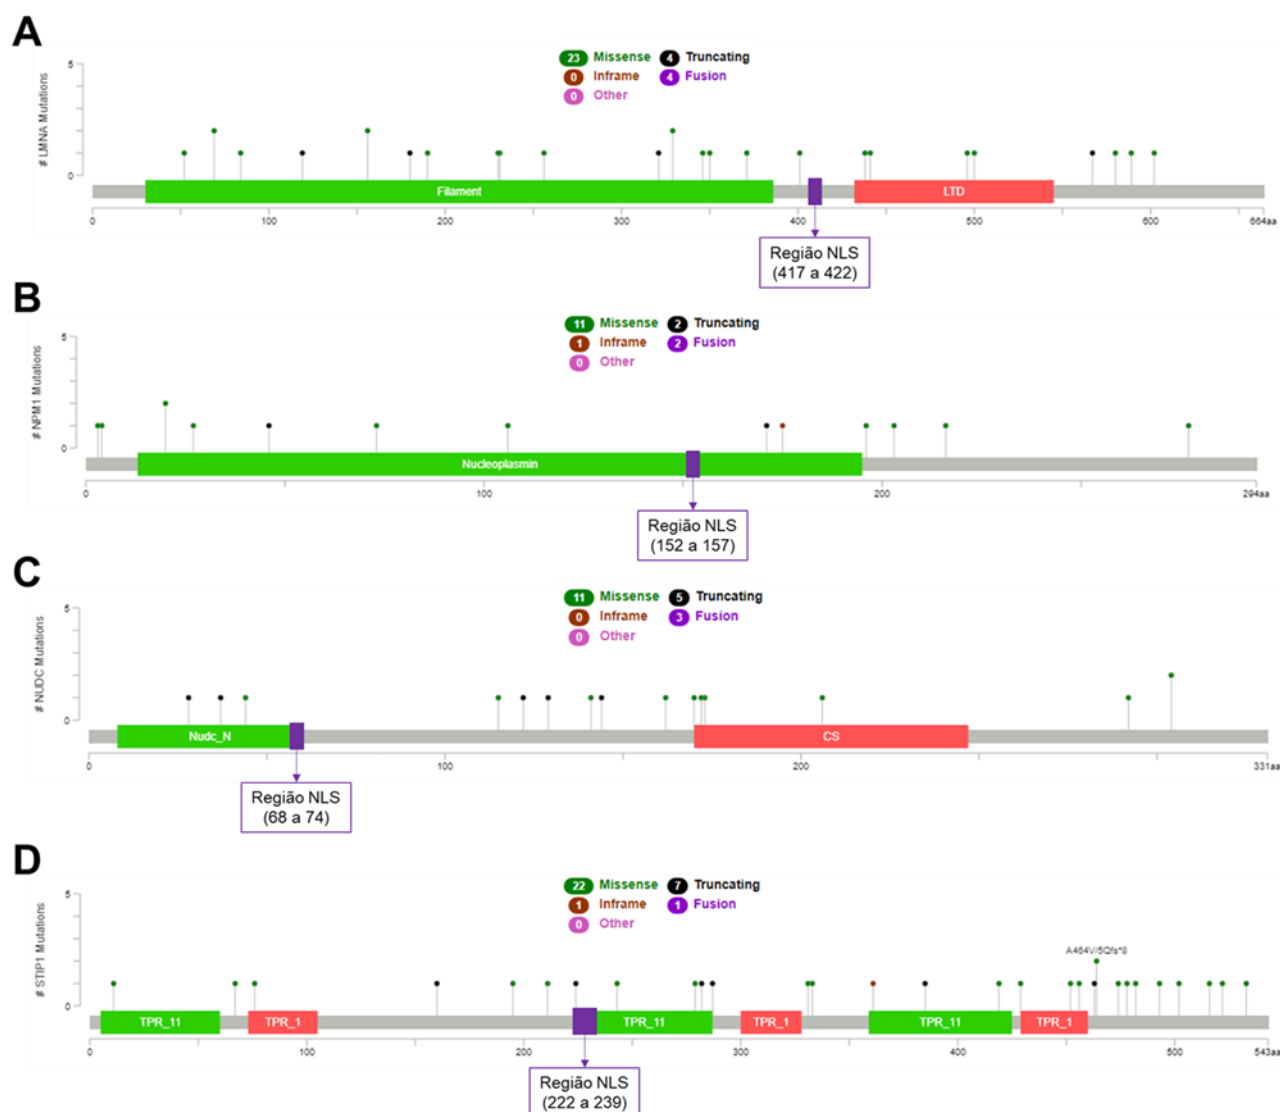 A
# LMNA Mutations
5
0
23 Missense 4 Truncating
0 Inframe 4 Fusion
0 Other
Filament
LTD
0 100 200 300 400 500 600 664aa
Região NLS
(417 a 422)
B
# NPM1 Mutations
5
0
11 Missense 2 Truncating
1 Inframe 2 Fusion
0 Other
Nucleoplasmin
0 100 200 294aa
Região NLS
(152 a 157)
C
# NUDC Mutations
5
0
11 Missense 5 Truncating
0 Inframe 3 Fusion
0 Other
Nudc_N
CS
0 100 200 331aa
Região NLS
(68 a 74)
D
# STIP1 Mutations
5
0
22 Missense 7 Truncating
1 Inframe 1 Fusion
0 Other
A464V/5Qfs*8
TPR_11 TPR_1 TPR_11 TPR_1 TPR_11 TPR_1
0 100 200 300 400 500 543aa
Região NLS
(222 a 239)